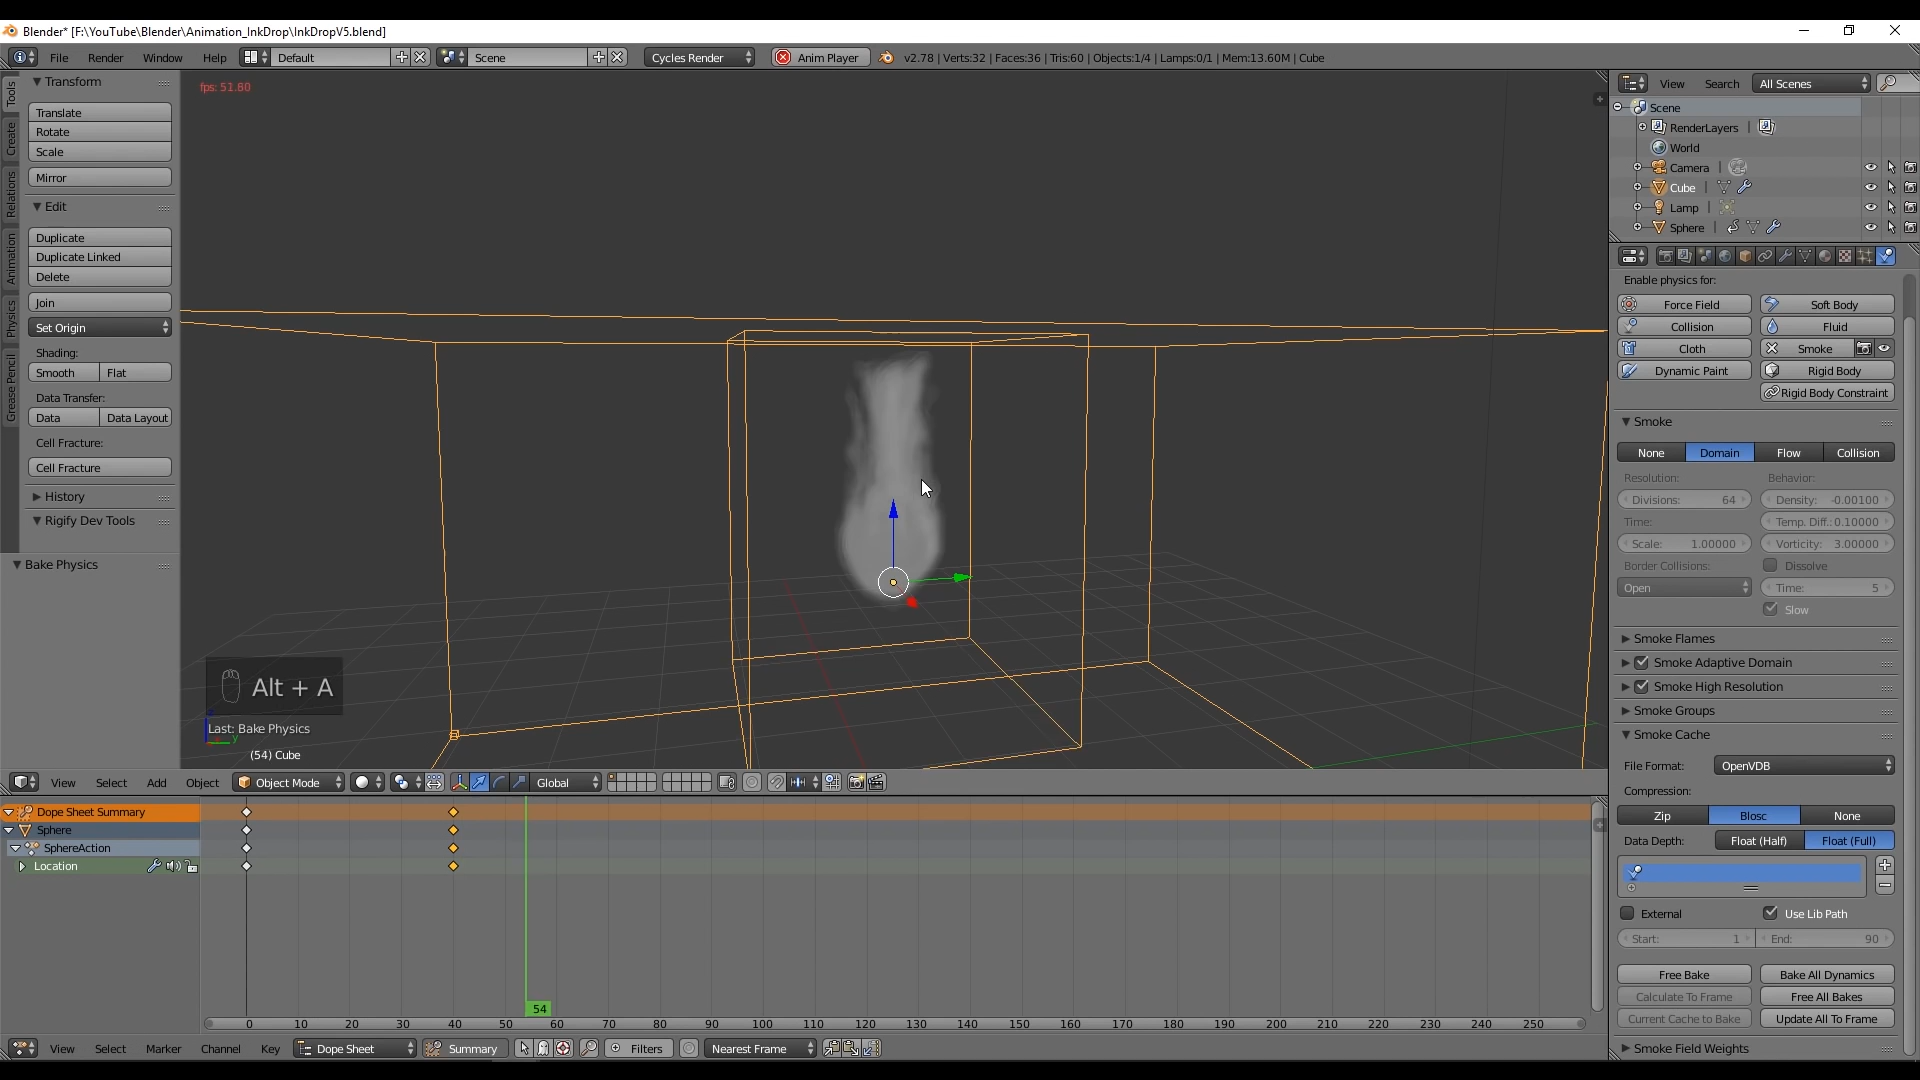 Blender* [F:\YouTube\Blender\Animation_InkDrop\InkDropV5.blend]
File Render Window Help Default Scene Cycles Render Anim Player v2.78 | Verts:32 | Faces:36 | Tris:60 | Objects:1/4 | Lamps:0/1 | Mem:13.60M | Cube
Tools
Create
Relations
Animation
Physics
Grease Pencil
Transform
Translate
Rotate
Scale
Mirror
Edit
Duplicate
Duplicate Linked
Delete
Join
Set Origin
Shading:
Smooth Flat
Data Transfer:
Data Data Layout
Cell Fracture:
Cell Fracture
History
Rigify Dev Tools
Bake Physics
fps: 51.80
Alt + A
Last: Bake Physics
(54) Cube
View Select Add Object Object Mode Global
Dope Sheet Summary
Sphere
SphereAction
Location
54
0 10 20 30 40 50 60 70 80 90 100 110 120 130 140 150 160 170 180 190 200 210 220 230 240 250
View Select Marker Channel Key Dope Sheet Summary Filters Nearest Frame
View Search All Scenes
Scene
RenderLayers
World
Camera
Cube
Lamp
Sphere
Enable physics for:
Force Field Soft Body
Collision Fluid
Cloth Smoke
Dynamic Paint Rigid Body
Rigid Body Constraint
Smoke
None Domain Flow Collision
Resolution: Behavior:
Divisions: 64 Density: -0.00100
Time: Temp. Diff.: 0.10000
Scale: 1.00000 Vorticity: 3.00000
Border Collisions: Dissolve
Open Time: 5
Slow
Smoke Flames
Smoke Adaptive Domain
Smoke High Resolution
Smoke Groups
Smoke Cache
File Format: OpenVDB
Compression:
Zip Blosc None
Data Depth: Float (Half) Float (Full)
External Use Lib Path
Start: 1 End: 90
Free Bake Bake All Dynamics
Calculate To Frame Free All Bakes
Current Cache to Bake Update All To Frame
Smoke Field Weights